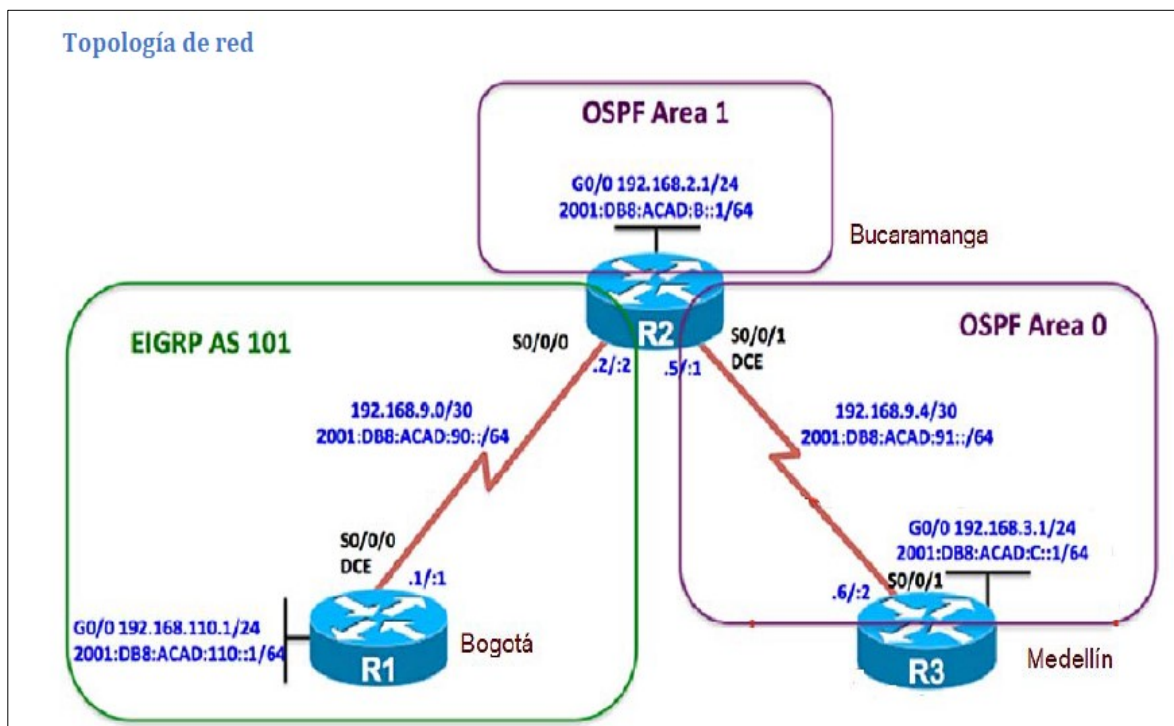 Topología de red
OSPF Area 1
G0/0 192.168.2.1/24
2001:DB8:ACAD:B::1/64
Bucaramanga
R2
EIGRP AS 101
S0/0/0
.2/:2
.5/:1
S0/0/1
DCE
OSPF Area 0
192.168.9.0/30
2001:DB8:ACAD:90::/64
192.168.9.4/30
2001:DB8:ACAD:91::/64
S0/0/0
DCE
.1/:1
G0/0 192.168.3.1/24
2001:DB8:ACAD:C::1/64
.6/:2
S0/0/1
G0/0 192.168.110.1/24
2001:DB8:ACAD:110::1/64
R1
Bogotá
R3
Medellín